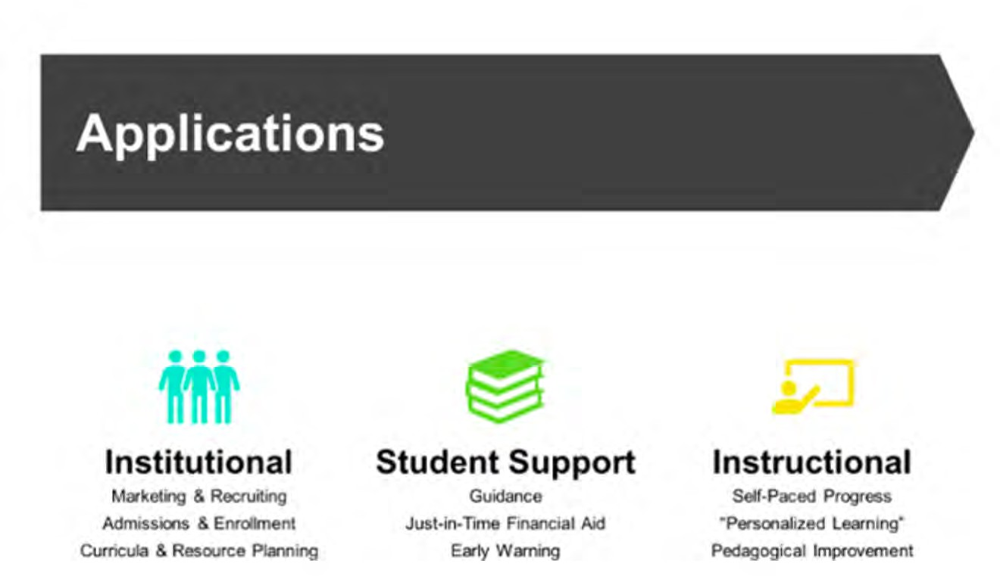 Applications
Institutional
Marketing & Recruiting
Admissions & Enrollment
Curricula & Resource Planning
Student Support
Guidance
Just-in-Time Financial Aid
Early Warning
Instructional
Self-Paced Progress
"Personalized Learning"
Pedagogical Improvement